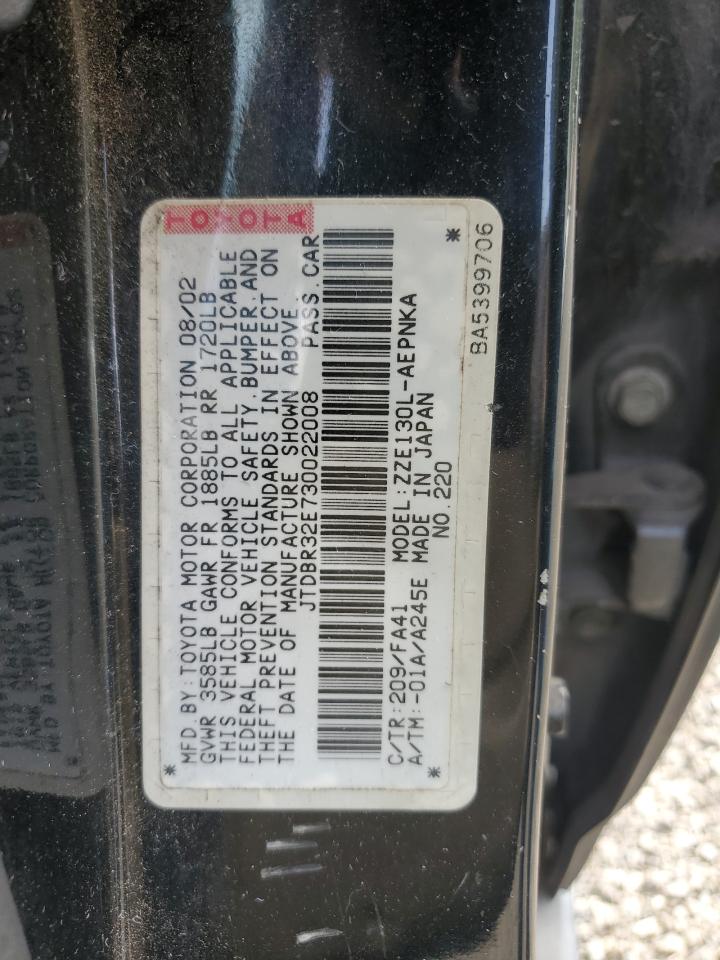 TOYOTA
MFD. BY: TOYOTA MOTOR CORPORATION 08/02
GVWR 3585LB GAWR FR 1885LB RR 1720LB
THIS VEHICLE CONFORMS TO ALL APPLICABLE
FEDERAL MOTOR VEHICLE SAFETY, BUMPER, AND
THEFT PREVENTION STANDARDS IN EFFECT ON
THE DATE OF MANUFACTURE SHOWN ABOVE.
JTDBR32E730022008 PASS. CAR
C/TR: 209/FA41 MODEL: ZZE130L-AEPNKA
A/TM: -01A/A245E MADE IN JAPAN
NO. 220
BA5399706